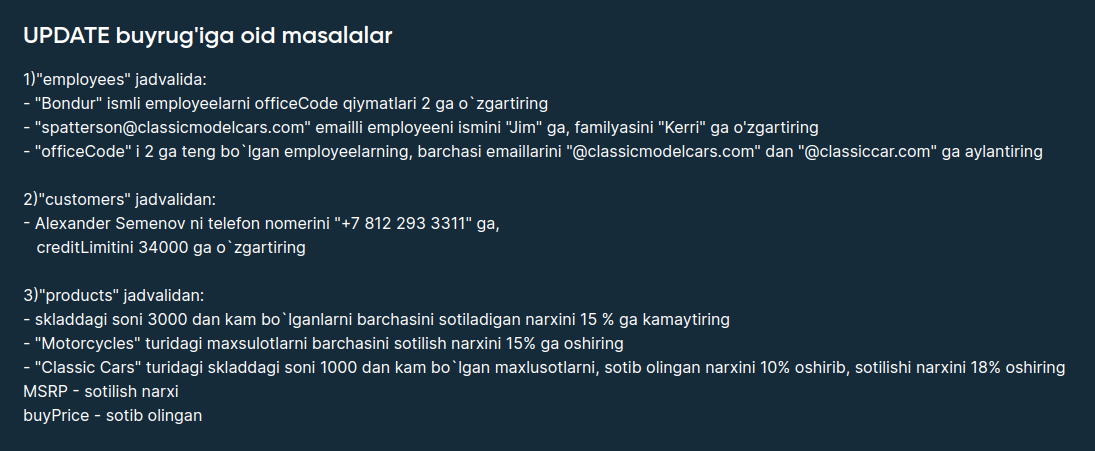 UPDATE buyrug'iga oid masalalar
1)"employees" jadvalida:
- "Bondur" ismli employeelarni officeCode qiymatlari 2 ga o`zgartiring
- "spatterson@classicmodelcars.com" emailli employeeni ismini "Jim" ga, familyasini "Kerri" ga o'zgartiring
- "officeCode" i 2 ga teng bo`lgan employeelarning, barchasi emaillarini "@classicmodelcars.com" dan "@classiccar.com" ga aylantiring
2)"customers" jadvalidan:
- Alexander Semenov ni telefon nomerini "+7 812 293 3311" ga,
creditLimitini 34000 ga o`zgartiring
3)"products" jadvalidan:
- skladdagi soni 3000 dan kam bo`lganlarni barchasini sotiladigan narxini 15 % ga kamaytiring
- "Motorcycles" turidagi maxsulotlarni barchasini sotilish narxini 15% ga oshiring
- "Classic Cars" turidagi skladdagi soni 1000 dan kam bo`lgan maxlusotlarni, sotib olingan narxini 10% oshirib, sotilishi narxini 18% oshiring
MSRP - sotilish narxi
buyPrice - sotib olingan